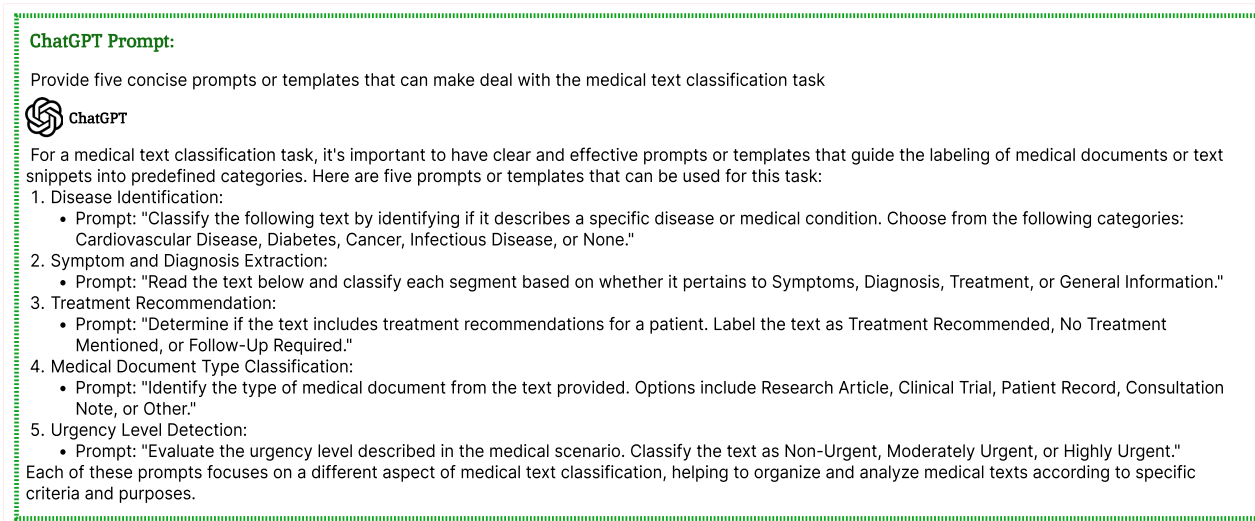 ChatGPT Prompt:
Provide five concise prompts or templates that can make deal with the medical text classification task
ChatGPT
For a medical text classification task, it's important to have clear and effective prompts or templates that guide the labeling of medical documents or text
snippets into predefined categories. Here are five prompts or templates that can be used for this task:
1. Disease Identification:
• Prompt: "Classify the following text by identifying if it describes a specific disease or medical condition. Choose from the following categories:
Cardiovascular Disease, Diabetes, Cancer, Infectious Disease, or None."
2. Symptom and Diagnosis Extraction:
• Prompt: "Read the text below and classify each segment based on whether it pertains to Symptoms, Diagnosis, Treatment, or General Information."
3. Treatment Recommendation:
• Prompt: "Determine if the text includes treatment recommendations for a patient. Label the text as Treatment Recommended, No Treatment
Mentioned, or Follow-Up Required."
4. Medical Document Type Classification:
• Prompt: "Identify the type of medical document from the text provided. Options include Research Article, Clinical Trial, Patient Record, Consultation
Note, or Other."
5. Urgency Level Detection:
• Prompt: "Evaluate the urgency level described in the medical scenario. Classify the text as Non-Urgent, Moderately Urgent, or Highly Urgent."
Each of these prompts focuses on a different aspect of medical text classification, helping to organize and analyze medical texts according to specific
criteria and purposes.